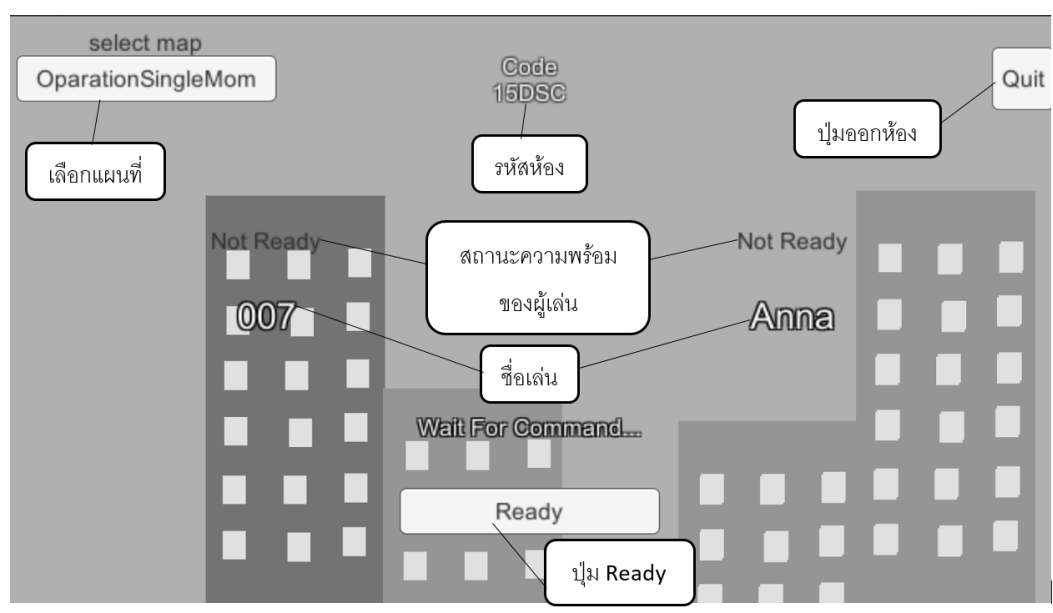 select map
OparationSingleMom
Code
15DSC
Quit
เลือกแผนที่
รหัสห้อง
ปุ่มออกห้อง
Not Ready
สถานะความพร้อม
ของผู้เล่น
Not Ready
007
Anna
ชื่อเล่น
Wait For Command...
Ready
ปุ่ม Ready